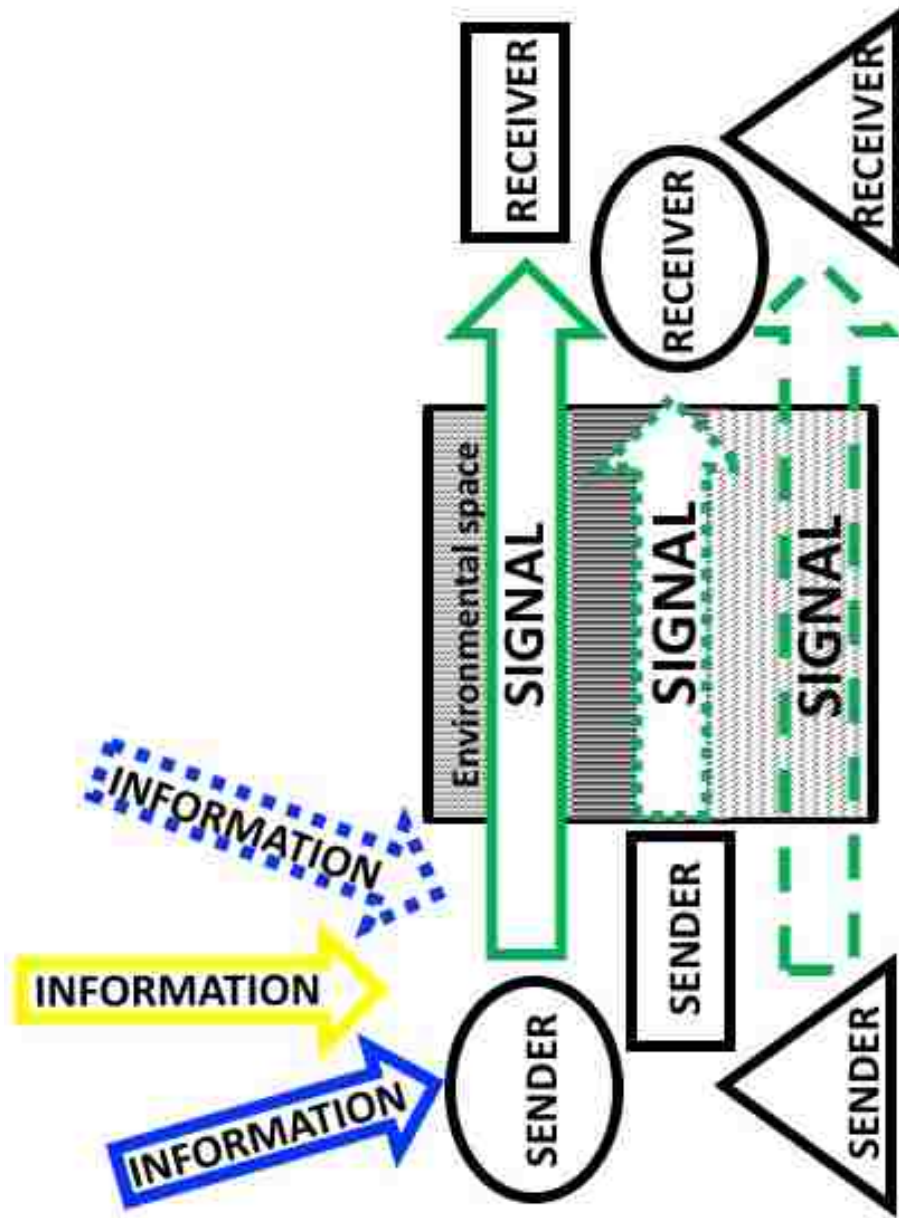 INFORMATION
INFORMATION
INFORMATION
SENDER
SENDER
SENDER
Environmental space
SIGNAL
SIGNAL
SIGNAL
RECEIVER
RECEIVER
RECEIVER